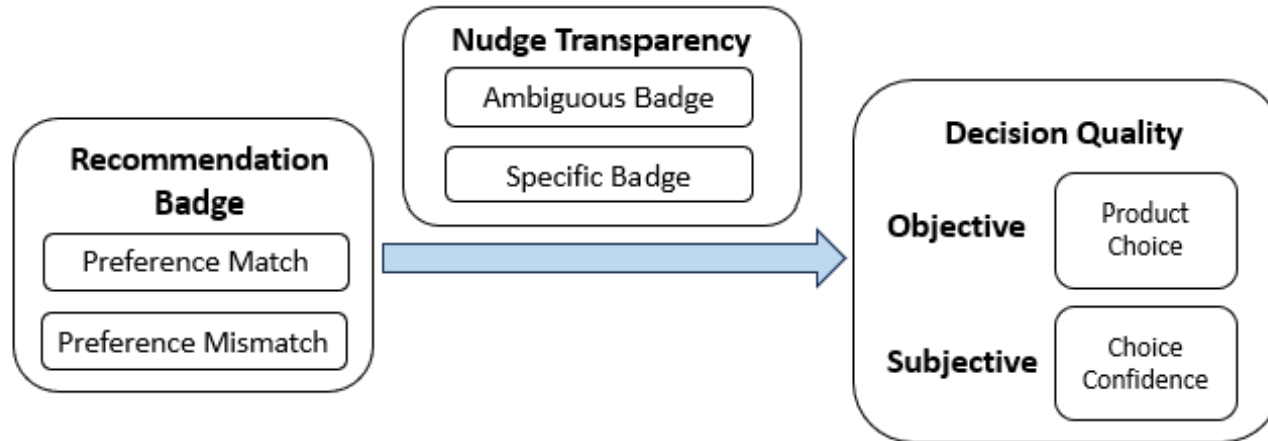 Recommendation
Badge
Preference Match
Preference Mismatch
Nudge Transparency
Ambiguous Badge
Specific Badge
Decision Quality
Objective
Product
Choice
Subjective
Choice
Confidence